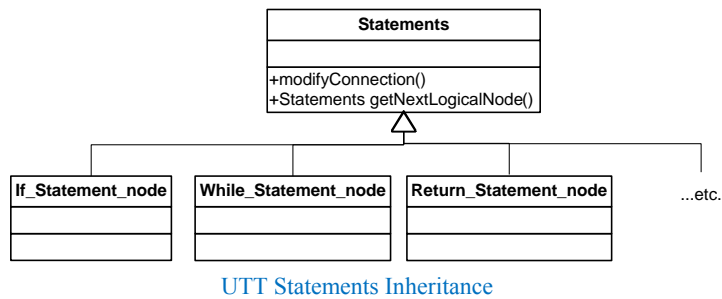 Statements
+modifyConnection()
+Statements getNextLogicalNode()
If_Statement_node
While_Statement_node
Return_Statement_node
...etc.
UTT Statements Inheritance